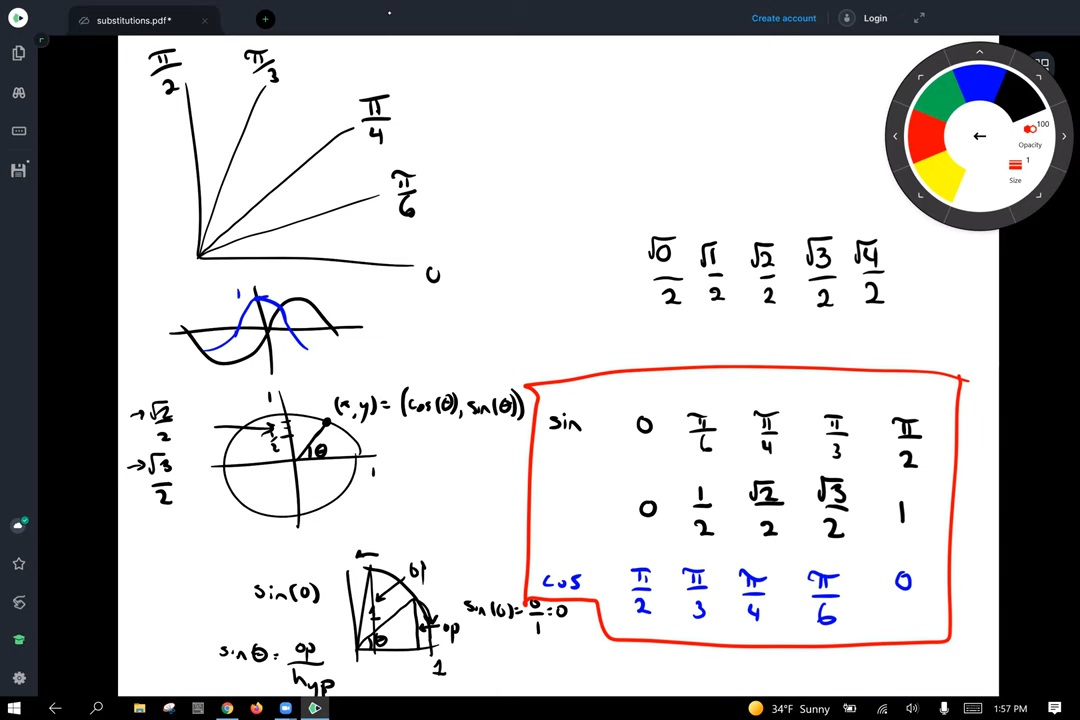 substitutions.pdf*
Create account
Login
π/2 π/3
π/4
π/6
0
100
Opacity
1
Size
√0/2 √1/2 √2/2 √3/2 √4/2
1
1
(x,y) = (cos(θ), sin(θ))
→ √2/2
1/2
θ
→ √3/2
1
sin 0 π/6 π/4 π/3 π/2
0 1/2 √2/2 √3/2 1
cos π/2 π/3 π/4 π/6 0
sin(0)
op
1
sin(0) = 0/1 = 0
θ
op
1
sin θ = op/hyp
34°F Sunny
1:57 PM